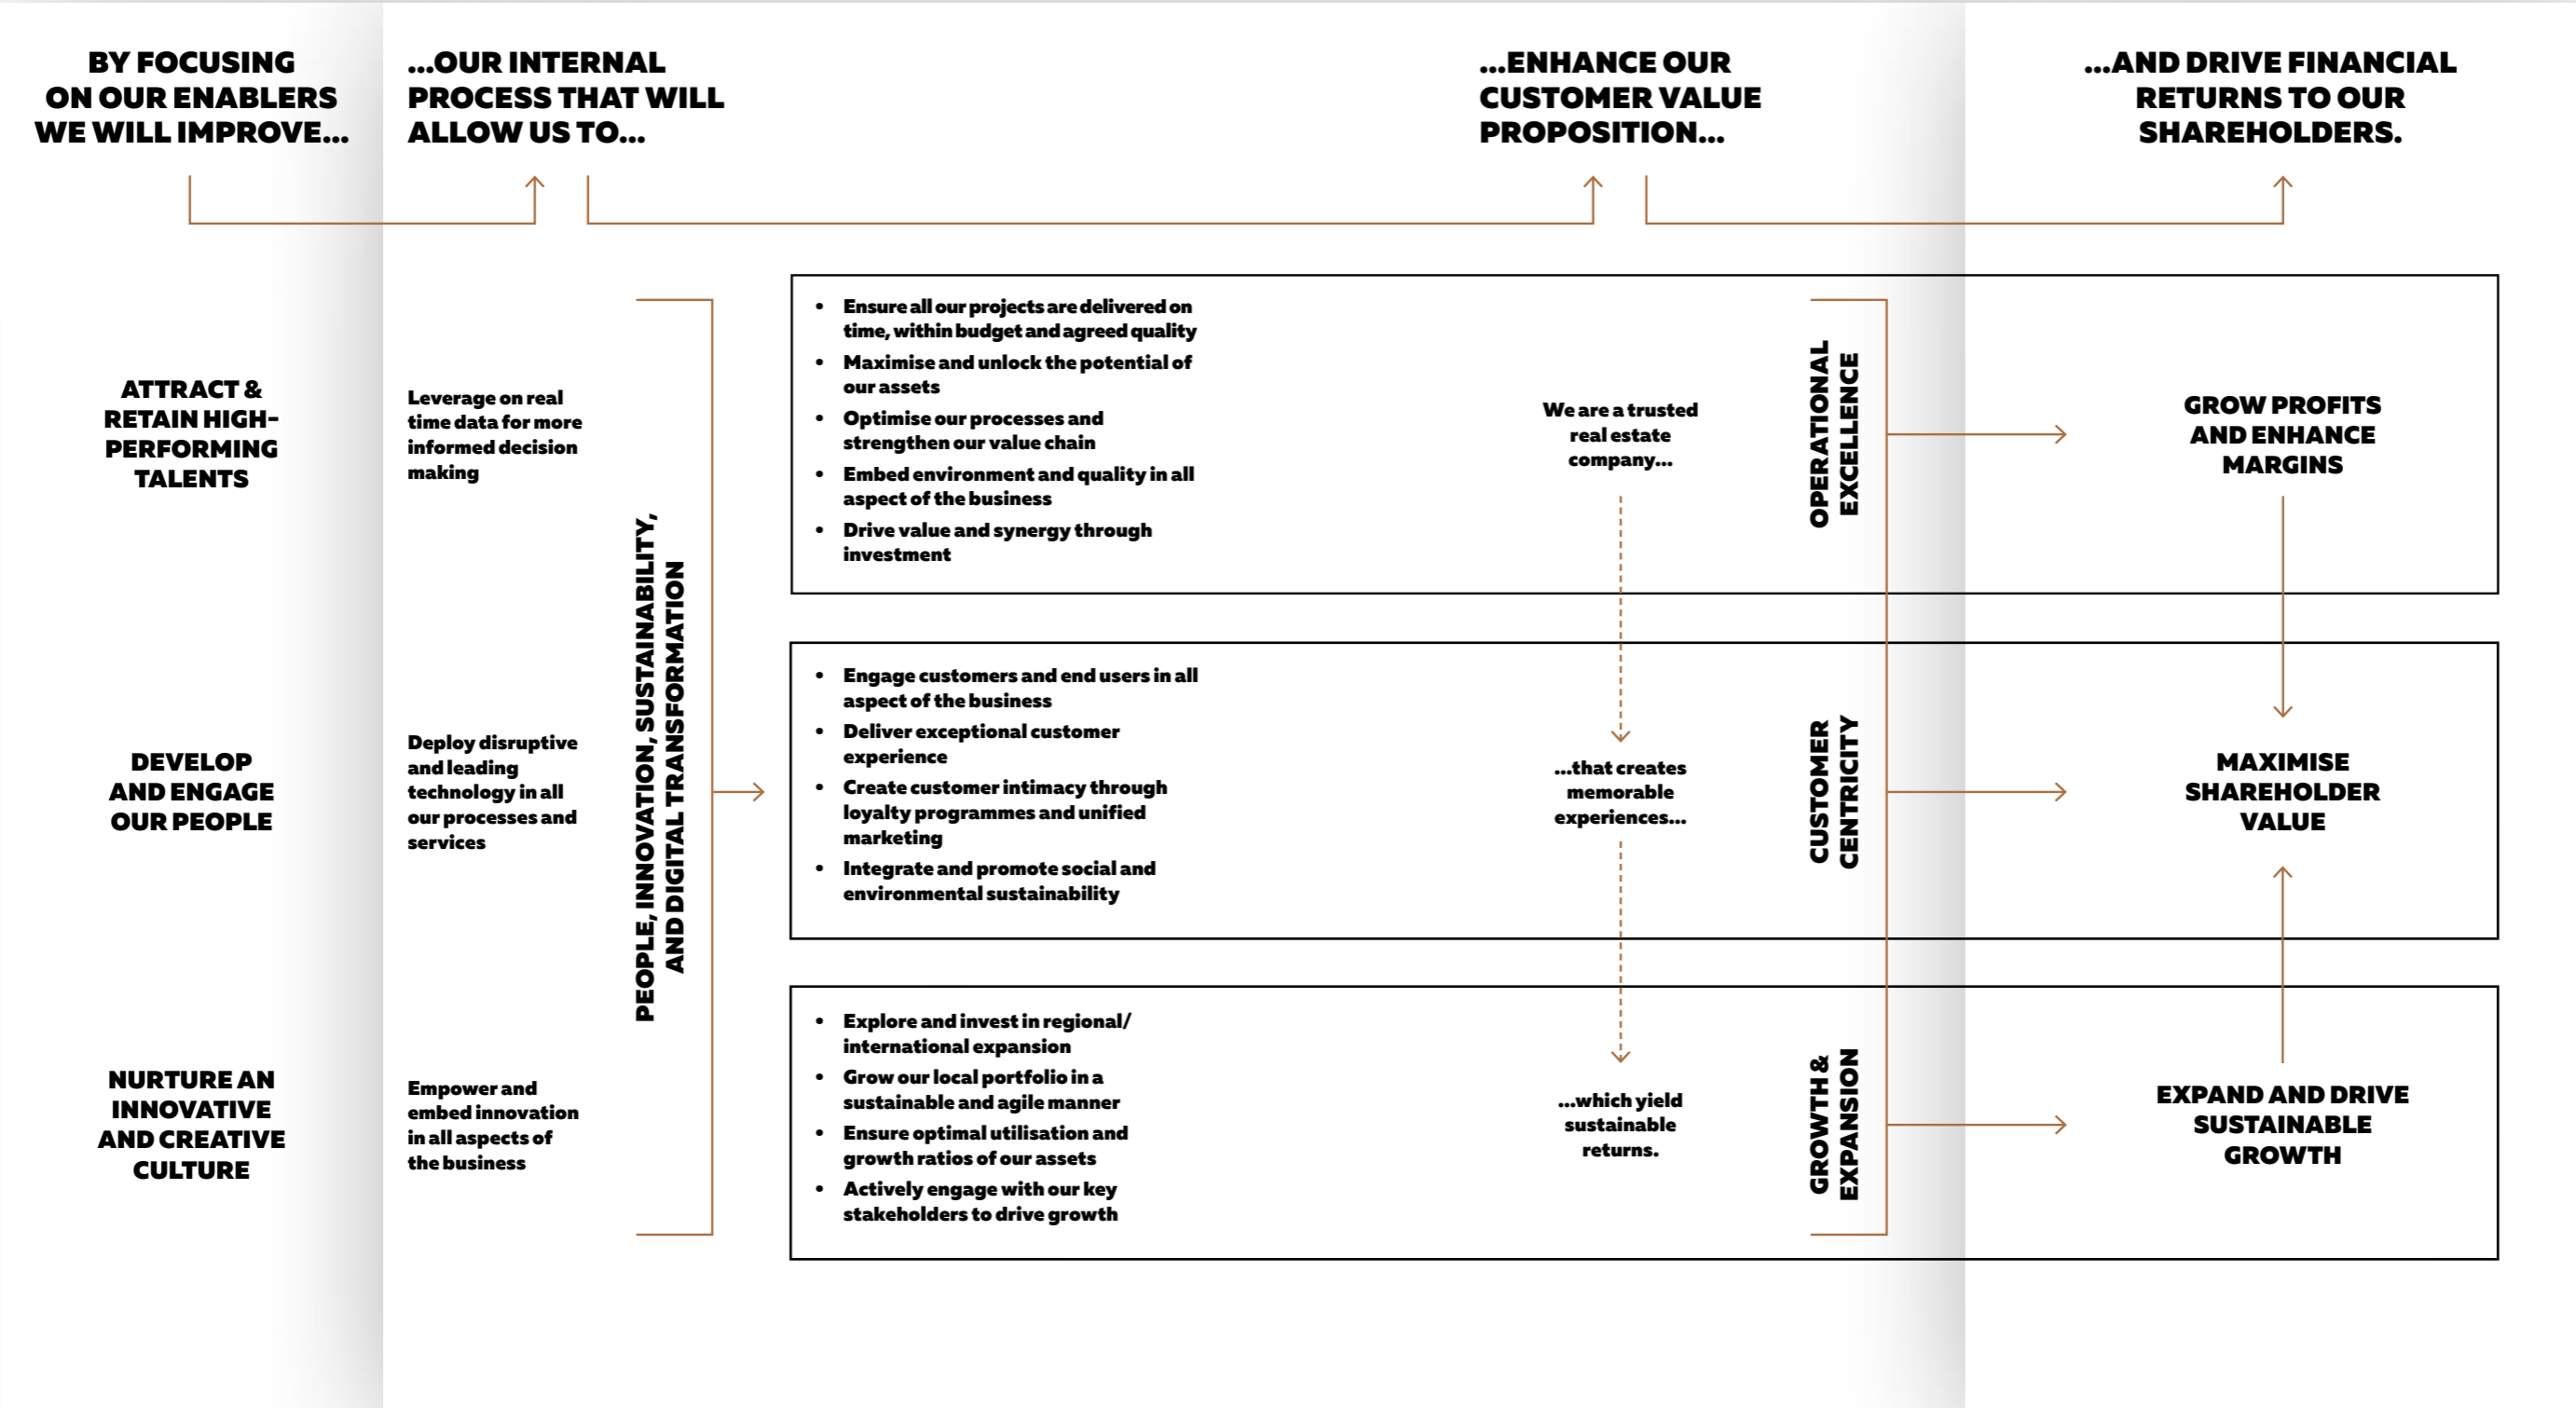 BY FOCUSING
ON OUR ENABLERS
WE WILL IMPROVE...
...OUR INTERNAL
PROCESS THAT WILL
ALLOW US TO...
...ENHANCE OUR
CUSTOMER VALUE
PROPOSITION...
...AND DRIVE FINANCIAL
RETURNS TO OUR
SHAREHOLDERS.
ATTRACT &
RETAIN HIGH-
PERFORMING
TALENTS
DEVELOP
AND ENGAGE
OUR PEOPLE
NURTURE AN
INNOVATIVE
AND CREATIVE
CULTURE
Leverage on real
time data for more
informed decision
making
Deploy disruptive
and leading
technology in all
our processes and
services
Empower and
embed innovation
in all aspects of
the business
PEOPLE, INNOVATION, SUSTAINABILITY,
AND DIGITAL TRANSFORMATION
• Ensure all our projects are delivered on
time, within budget and agreed quality
• Maximise and unlock the potential of
our assets
• Optimise our processes and
strengthen our value chain
• Embed environment and quality in all
aspect of the business
• Drive value and synergy through
investment
We are a trusted
real estate
company...
OPERATIONAL
EXCELLENCE
GROW PROFITS
AND ENHANCE
MARGINS
• Engage customers and end users in all
aspect of the business
• Deliver exceptional customer
experience
• Create customer intimacy through
loyalty programmes and unified
marketing
• Integrate and promote social and
environmental sustainability
...that creates
memorable
experiences...
CUSTOMER
CENTRICITY
MAXIMISE
SHAREHOLDER
VALUE
• Explore and invest in regional/
international expansion
• Grow our local portfolio in a
sustainable and agile manner
• Ensure optimal utilisation and
growth ratios of our assets
• Actively engage with our key
stakeholders to drive growth
...which yield
sustainable
returns.
GROWTH &
EXPANSION
EXPAND AND DRIVE
SUSTAINABLE
GROWTH